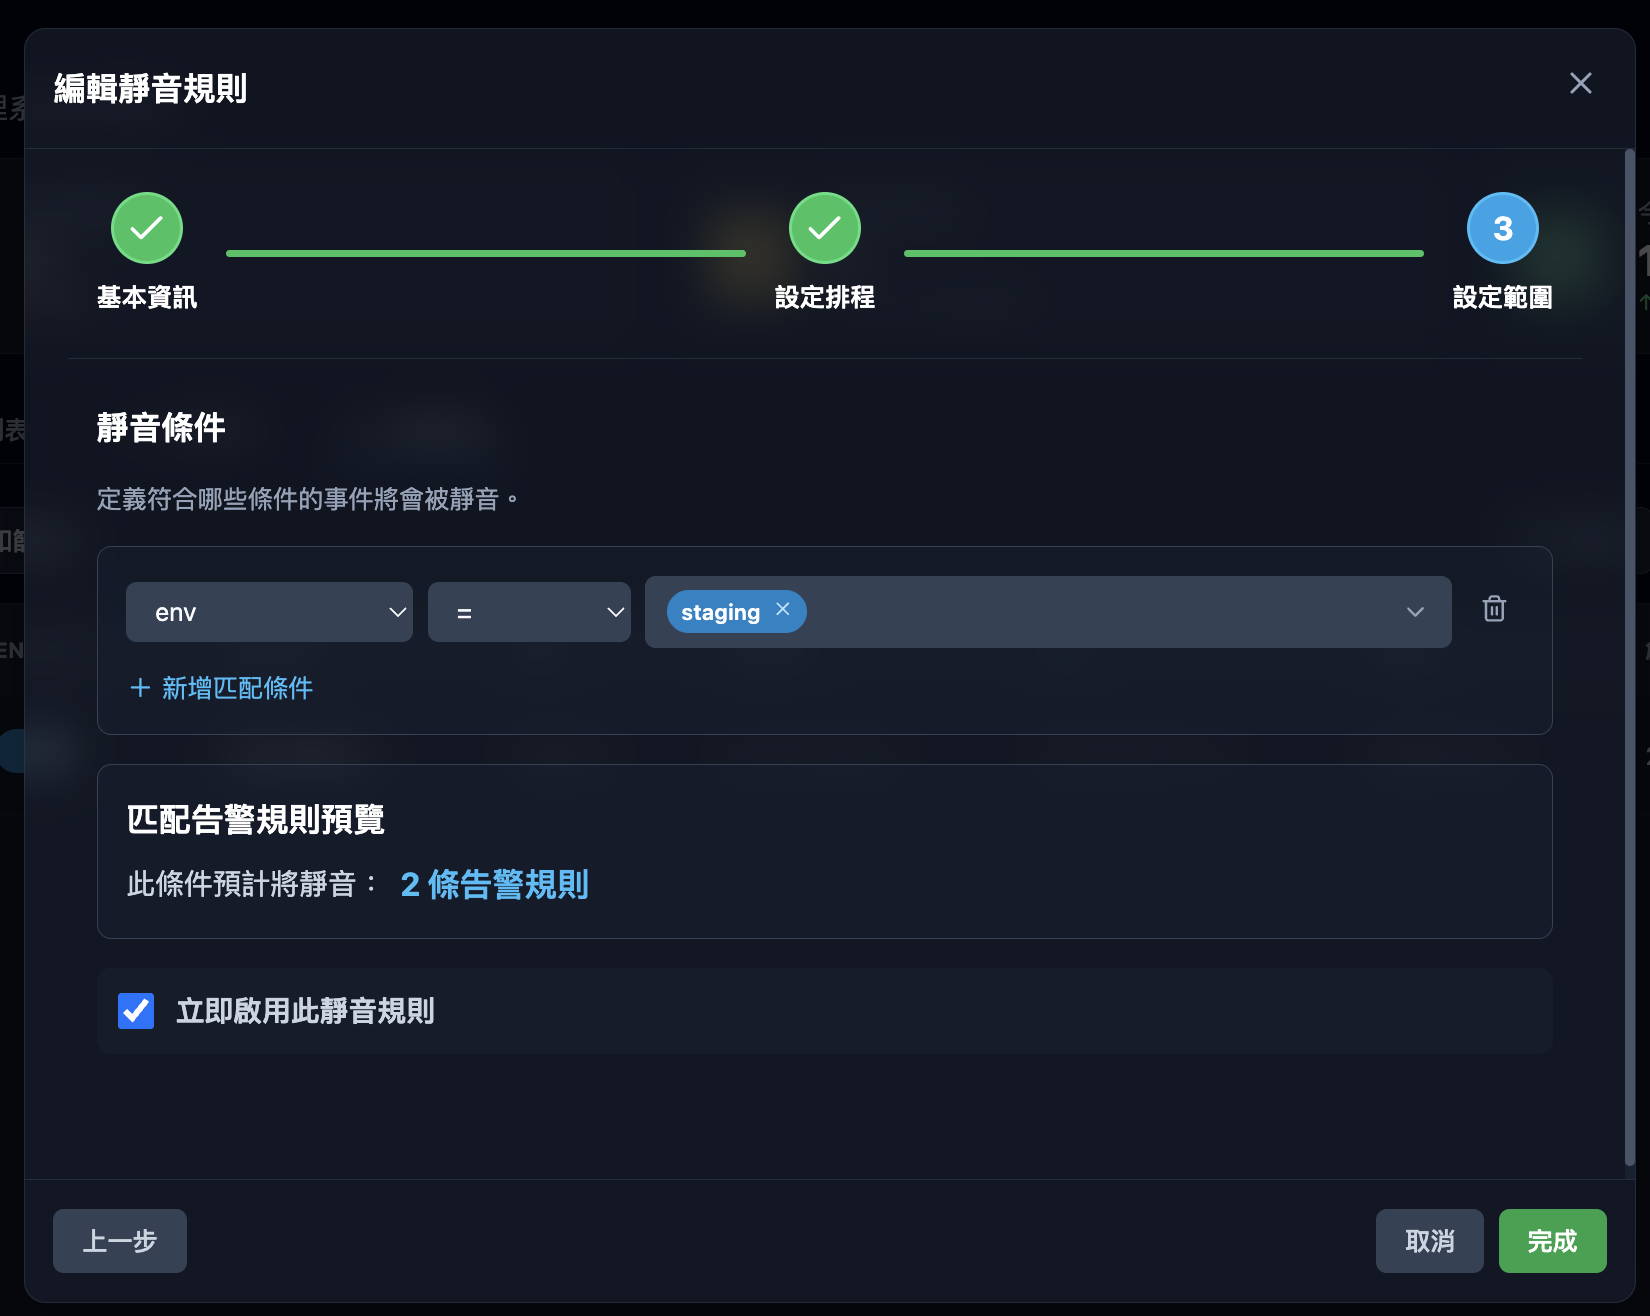 編輯靜音規則
3
基本資訊
設定排程
設定範圍
靜音條件
定義符合哪些條件的事件將會被靜音。
env
=
staging
新增匹配條件
匹配告警規則預覽
此條件預計將靜音： 2 條告警規則
立即啟用此靜音規則
上一步
取消
完成